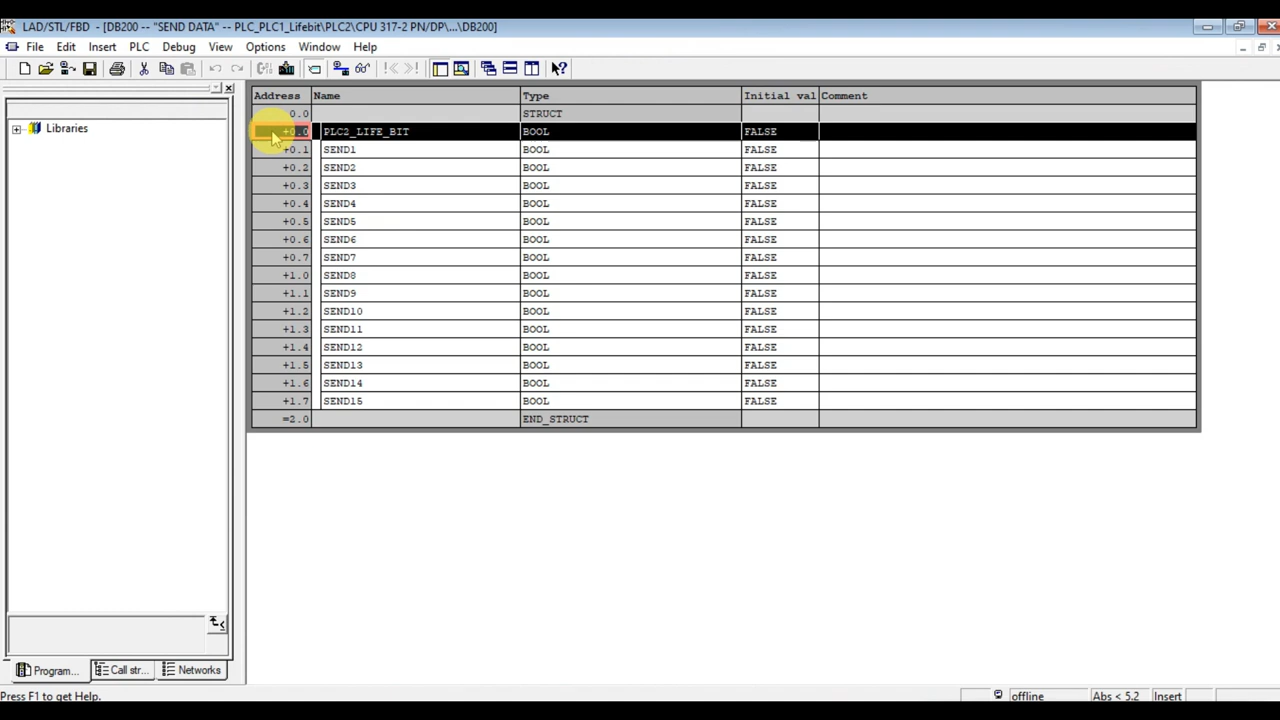 LAD/STL/FBD - [DB200 -- "SEND DATA" -- PLC_PLC1_Lifebit\PLC2\CPU 317-2 PN/DP\...\DB200]
File Edit Insert PLC Debug View Options Window Help
Libraries
Address Name Type Initial val Comment
0.0 STRUCT
+0.0 PLC2_LIFE_BIT BOOL FALSE
+0.1 SEND1 BOOL FALSE
+0.2 SEND2 BOOL FALSE
+0.3 SEND3 BOOL FALSE
+0.4 SEND4 BOOL FALSE
+0.5 SEND5 BOOL FALSE
+0.6 SEND6 BOOL FALSE
+0.7 SEND7 BOOL FALSE
+1.0 SEND8 BOOL FALSE
+1.1 SEND9 BOOL FALSE
+1.2 SEND10 BOOL FALSE
+1.3 SEND11 BOOL FALSE
+1.4 SEND12 BOOL FALSE
+1.5 SEND13 BOOL FALSE
+1.6 SEND14 BOOL FALSE
+1.7 SEND15 BOOL FALSE
=2.0 END_STRUCT
Program... Call str... Networks
Press F1 to get Help. offline Abs < 5.2 Insert